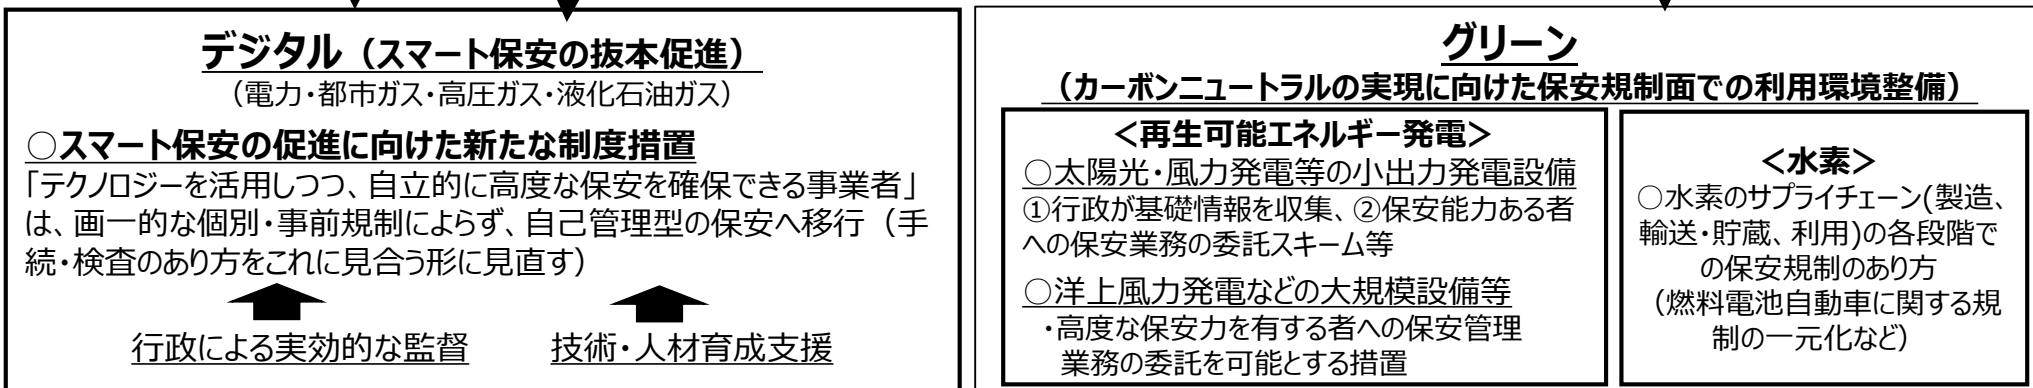 デジタル（スマート保安の抜本促進）
（電力・都市ガス・高圧ガス・液化石油ガス）
○スマート保安の促進に向けた新たな制度措置
「テクノロジーを活用しつつ、自立的に高度な保安を確保できる事業者」
は、画一的な個別・事前規制によらず、自己管理型の保安へ移行（手
続・検査のあり方をこれに見合う形に見直す）
行政による実効的な監督
技術・人材育成支援
グリーン
（カーボンニュートラルの実現に向けた保安規制面での利用環境整備）
＜再生可能エネルギー発電＞
○太陽光・風力発電等の小出力発電設備
①行政が基礎情報を収集、②保安能力ある者
への保安業務の委託スキーム等
○洋上風力発電などの大規模設備等
・高度な保安力を有する者への保安管理
業務の委託を可能とする措置
＜水素＞
○水素のサプライチェーン(製造、
輸送・貯蔵、利用)の各段階で
の保安規制のあり方
（燃料電池自動車に関する規
制の一元化など）